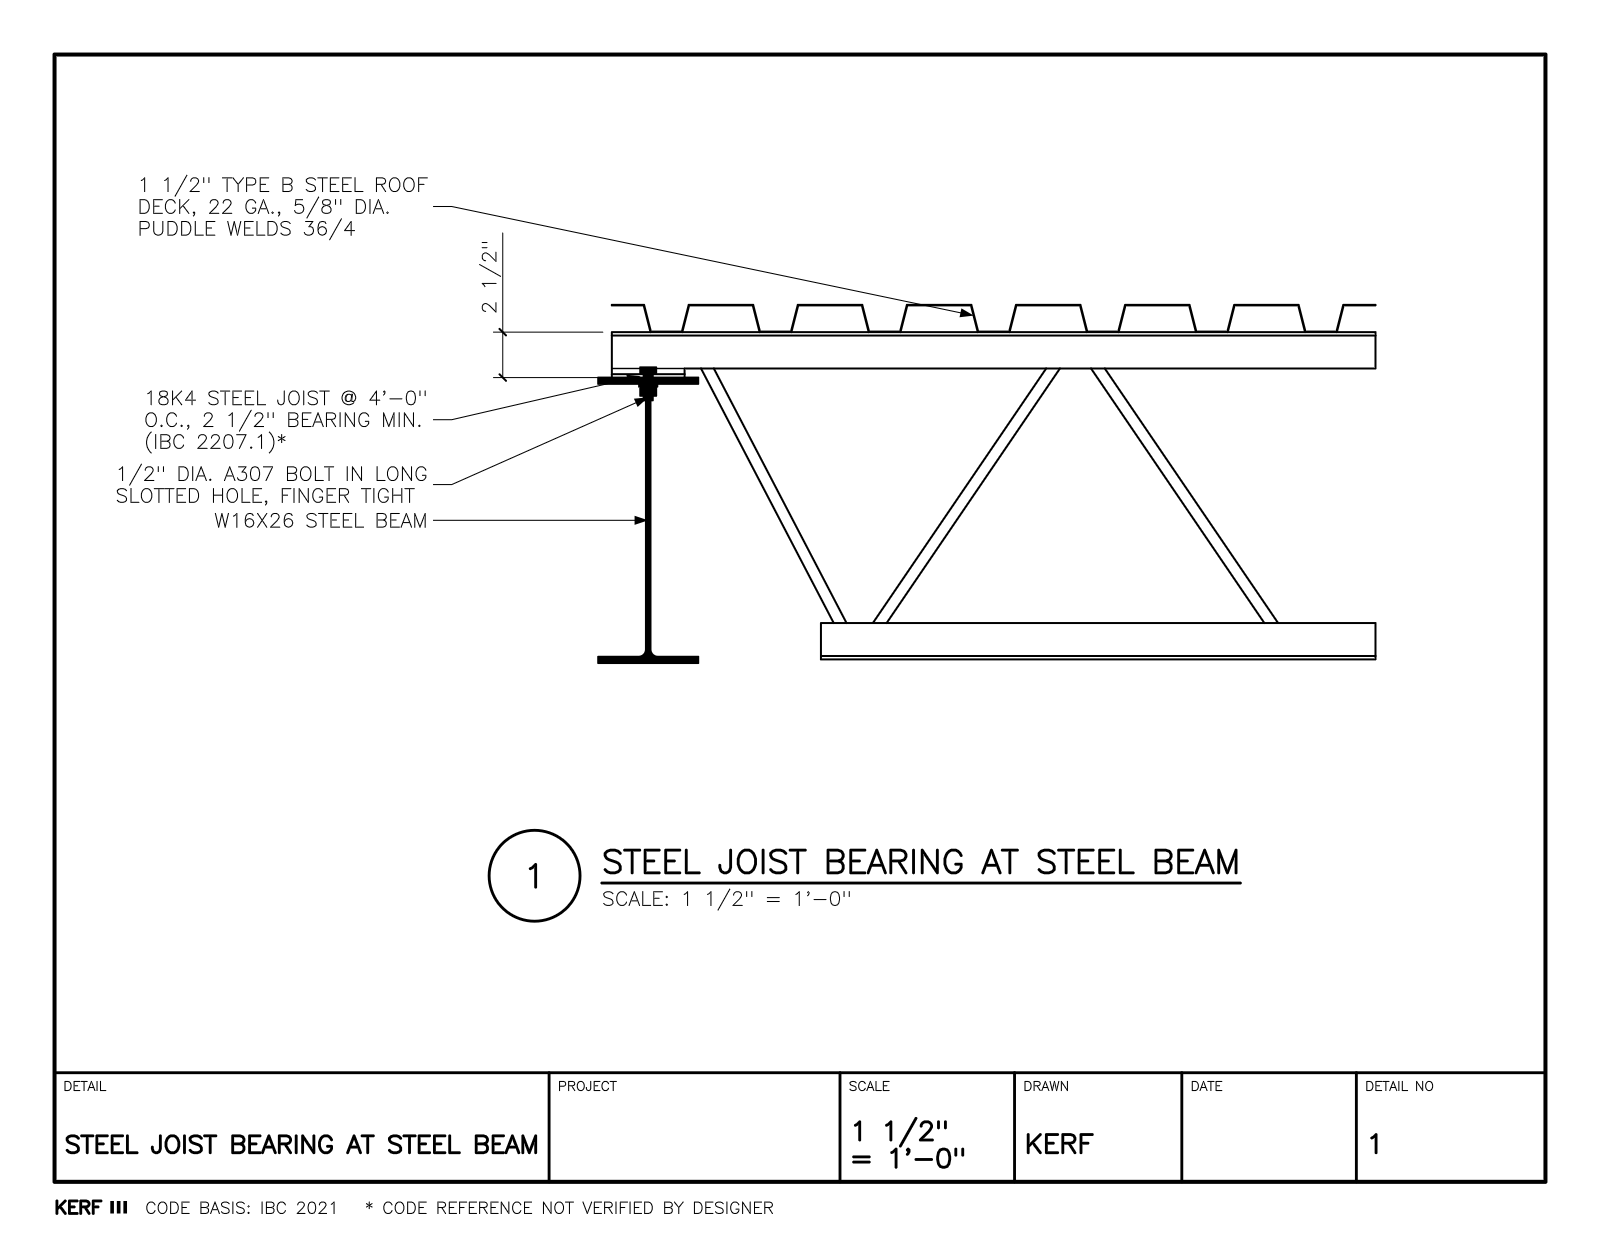 1 1/2" TYPE B STEEL ROOF
DECK, 22 GA., 5/8" DIA.
PUDDLE WELDS 36/4
2 1/2"
18K4 STEEL JOIST @ 4'-0"
O.C., 2 1/2" BEARING MIN.
(IBC 2207.1)*
1/2" DIA. A307 BOLT IN LONG
SLOTTED HOLE, FINGER TIGHT
W16X26 STEEL BEAM
1
STEEL JOIST BEARING AT STEEL BEAM
SCALE: 1 1/2" = 1'-0"
DETAIL
STEEL JOIST BEARING AT STEEL BEAM
PROJECT
SCALE
1 1/2"
= 1'-0"
DRAWN
KERF
DATE
DETAIL NO
1
KERF III CODE BASIS: IBC 2021 * CODE REFERENCE NOT VERIFIED BY DESIGNER